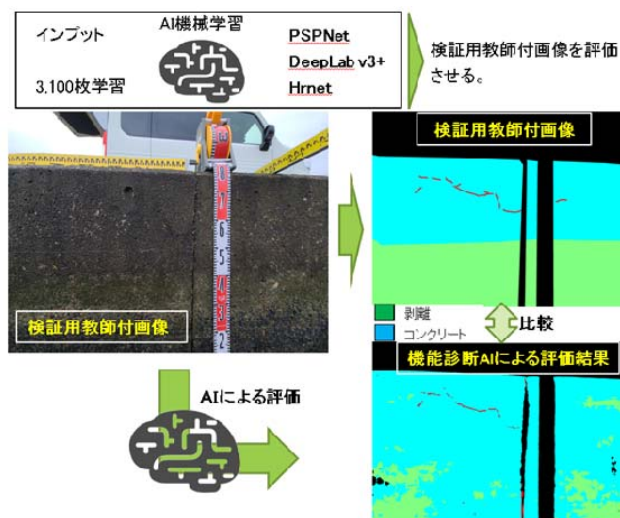 インプット
3,100枚学習
AI機械学習
PSPNet
DeepLab v3+
Hrnet
検証用教師付画像を評価
させる。
検証用教師付画像
検証用教師付画像
剥離
コンクリート
比較
機能診断AIによる評価結果
AIによる評価